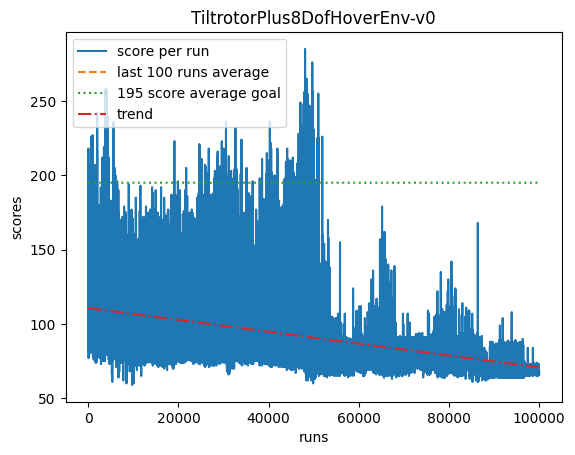 TiltrotorPlus8DofHoverEnv-v0
score per run
last 100 runs average
195 score average goal
trend
scores
250
200
150
100
50
0
20000
40000
60000
80000
100000
runs